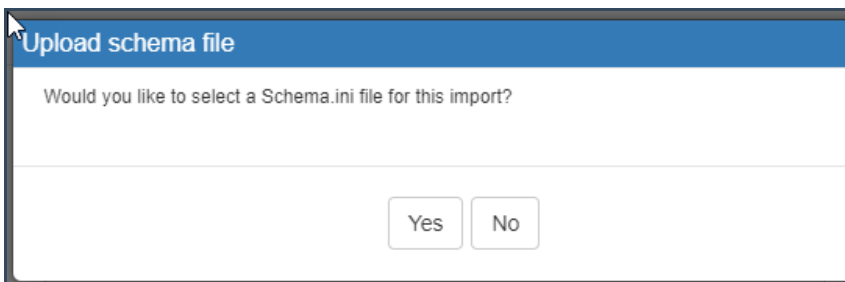 Upload schema file
Would you like to select a Schema.ini file for this import?
Yes
No